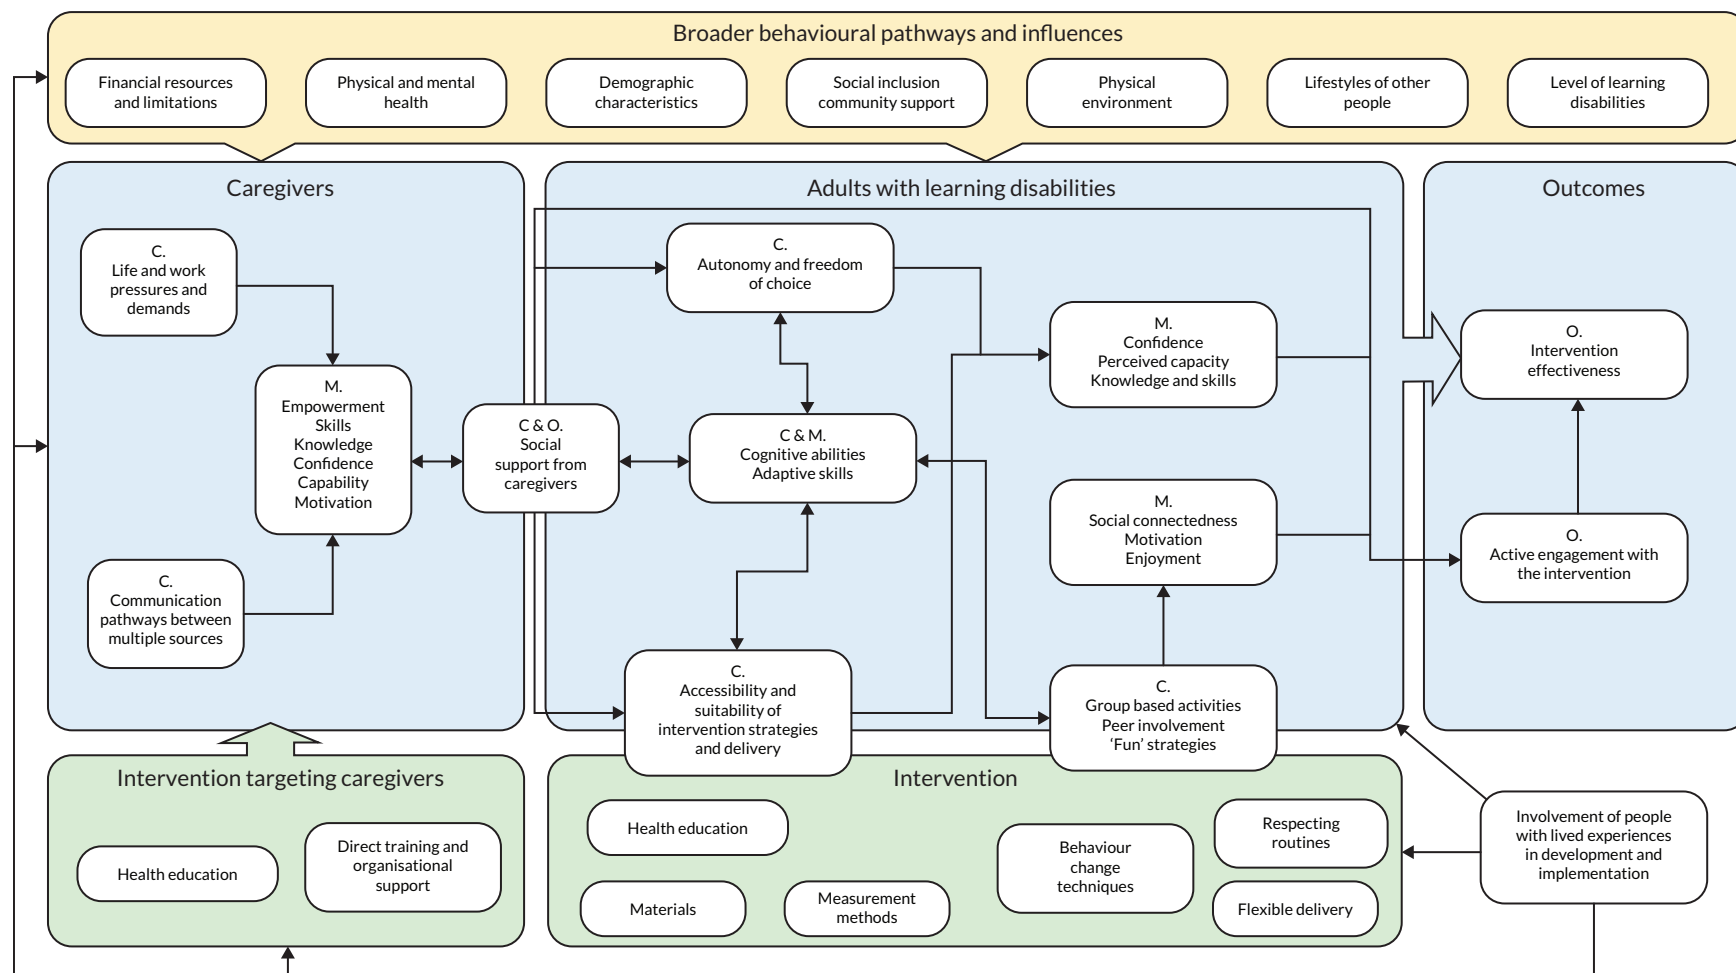 Broader behavioural pathways and influences
Financial resources
and limitations
Physical and mental
health
Demographic
characteristics
Social inclusion
community support
Physical
environment
Lifestyles of other
people
Level of learning
disabilities
Caregivers
C.
Life and work
pressures and
demands
M.
Empowerment
Skills
Knowledge
Confidence
Capability
Motivation
C.
Communication
pathways between
multiple sources
C & O.
Social
support from
caregivers
Adults with learning disabilities
C.
Autonomy and freedom
of choice
C & M.
Cognitive abilities
Adaptive skills
C.
Accessibility and
suitability of
intervention strategies
and delivery
M.
Confidence
Perceived capacity
Knowledge and skills
M.
Social connectedness
Motivation
Enjoyment
C.
Group based activities
Peer involvement
‘Fun’ strategies
Outcomes
O.
Intervention
effectiveness
O.
Active engagement with
the intervention
Intervention targeting caregivers
Health education
Direct training and
organisational
support
Intervention
Health education
Materials
Measurement
methods
Behaviour
change
techniques
Respecting
routines
Flexible delivery
Involvement of people
with lived experiences
in development and
implementation